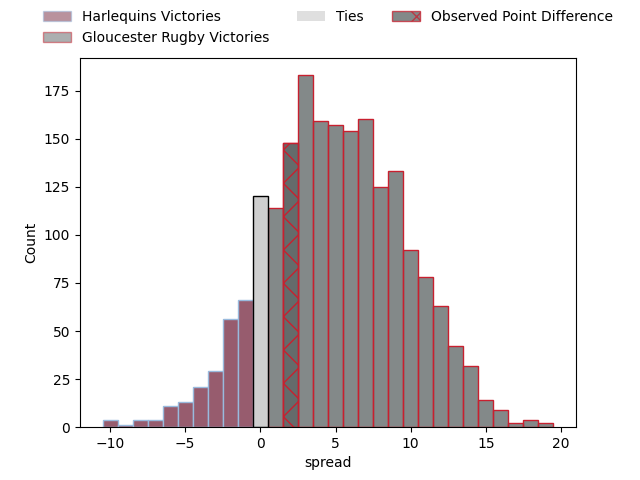 Harlequins Victories
Gloucester Rugby Victories
Ties
Observed Point Difference
175
150
125
100
75
50
25
0
Count
−10
−5
0
5
10
15
20
spread